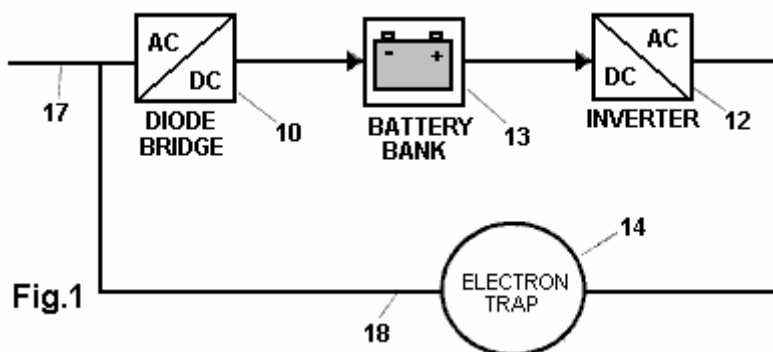 AC
DC
- +
AC
DC
17
DIODE
BRIDGE
10
BATTERY
BANK
13
INVERTER
12
14
ELECTRON
TRAP
Fig.1
18